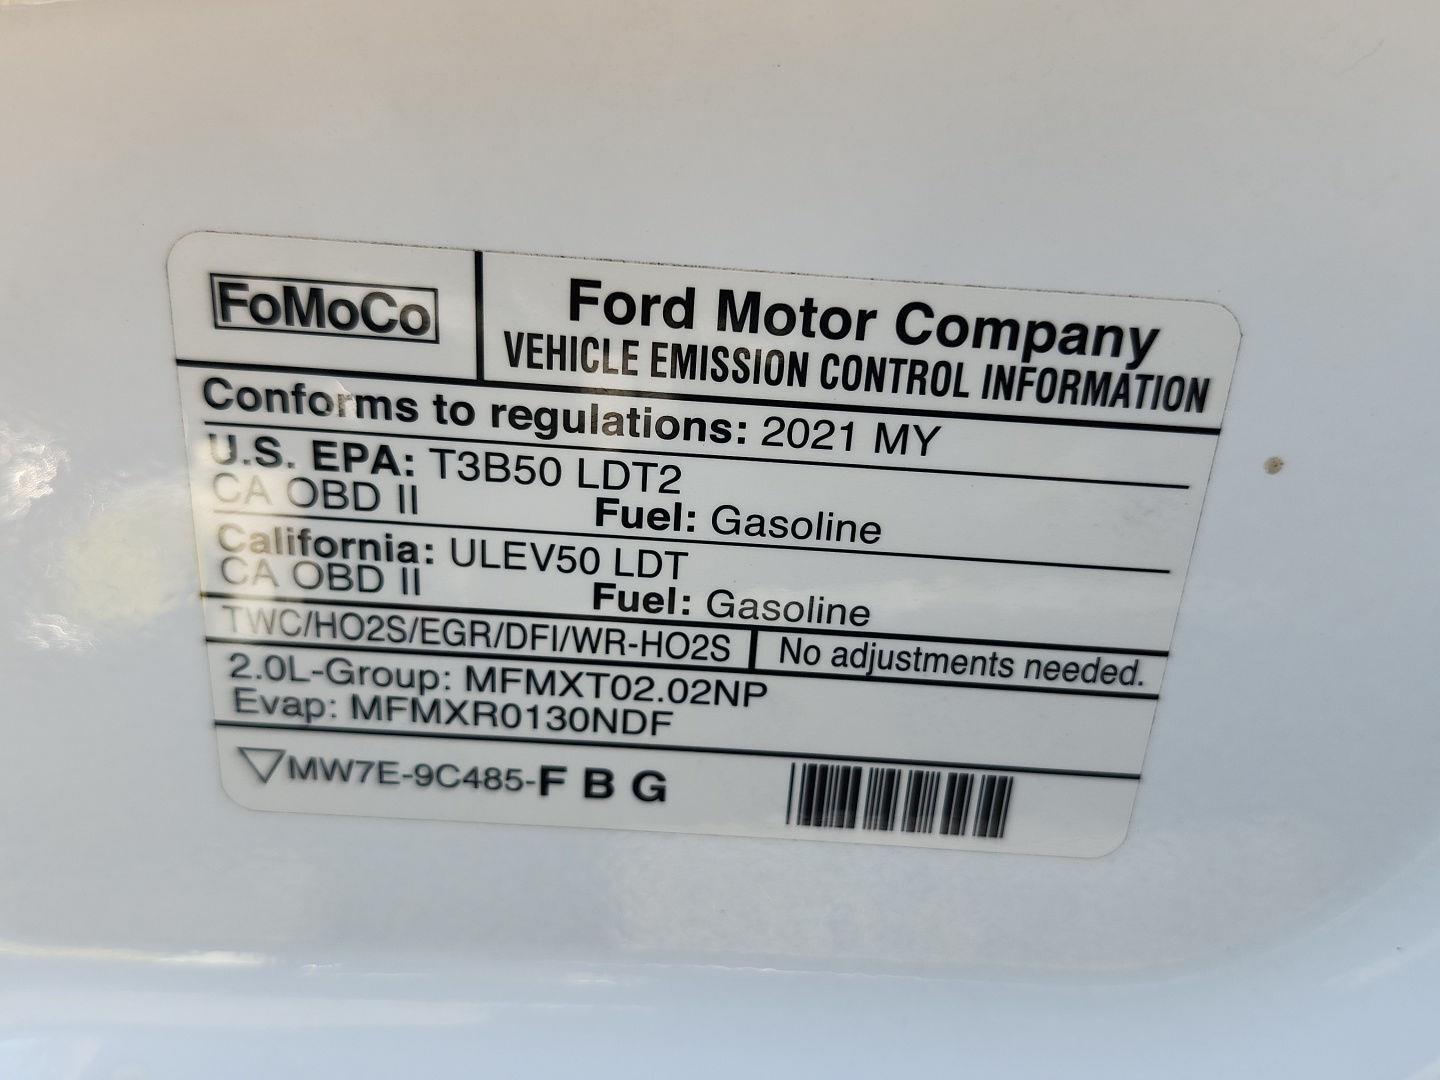 FoMoCo
Ford Motor Company
VEHICLE EMISSION CONTROL INFORMATION
Conforms to regulations: 2021 MY
U.S. EPA: T3B50 LDT2
CA OBD II Fuel: Gasoline
California: ULEV50 LDT
CA OBD II Fuel: Gasoline
TWC/HO2S/EGR/DFI/WR-HO2S No adjustments needed.
2.0L-Group: MFMXT02.02NP
Evap: MFMXR0130NDF
MW7E-9C485-F B G